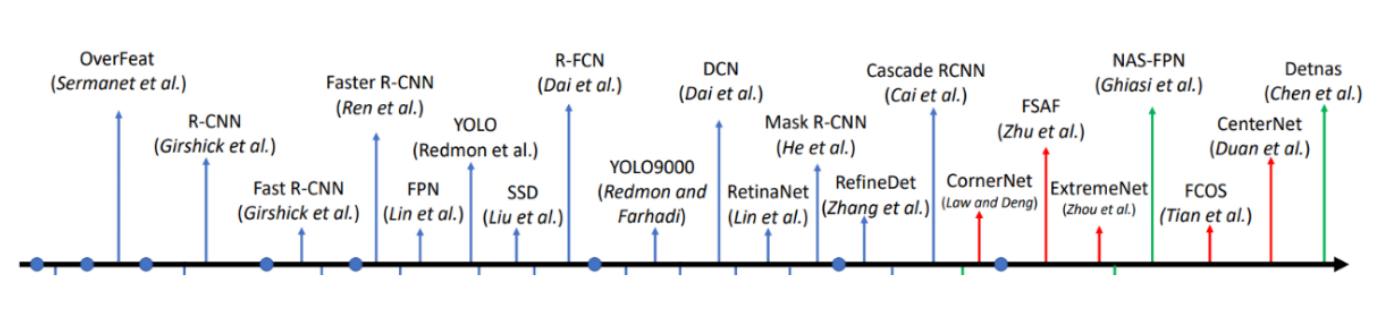 OverFeat
(Sermanet et al.)
R-CNN
(Girshick et al.)
Fast R-CNN
(Girshick et al.)
Faster R-CNN
(Ren et al.)
FPN
(Lin et al.)
YOLO
(Redmon et al.)
SSD
(Liu et al.)
R-FCN
(Dai et al.)
YOLO9000
(Redmon and
Farhadi)
DCN
(Dai et al.)
RetinaNet
(Lin et al.)
Mask R-CNN
(He et al.)
RefineDet
(Zhang et al.)
Cascade RCNN
(Cai et al.)
CornerNet
(Law and Deng)
FSAF
(Zhu et al.)
ExtremeNet
(Zhou et al.)
NAS-FPN
(Ghiasi et al.)
FCOS
(Tian et al.)
CenterNet
(Duan et al.)
Detnas
(Chen et al.)